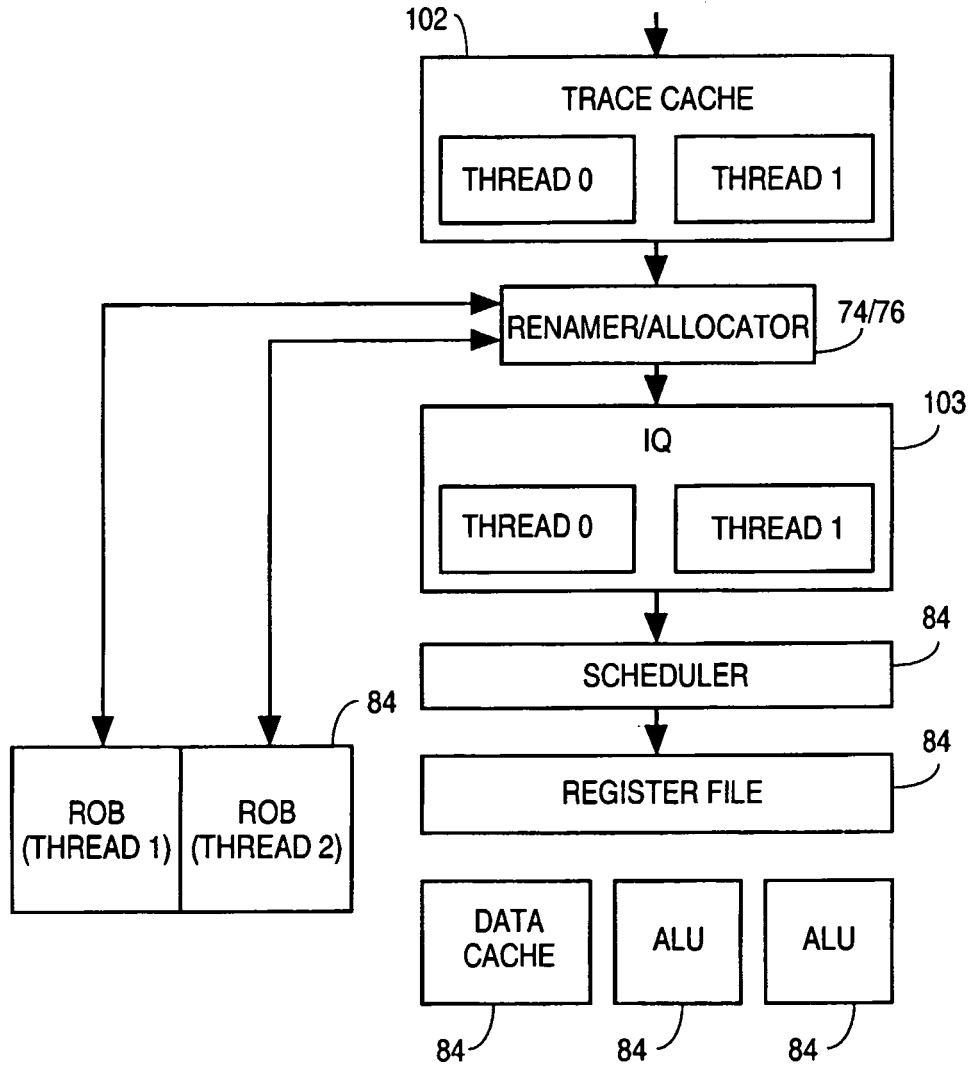 102
TRACE CACHE
THREAD 0
THREAD 1
RENAMER/ALLOCATOR
74/76
103
IQ
THREAD 0
THREAD 1
84
SCHEDULER
84
84
REGISTER FILE
ROB
(THREAD 1)
ROB
(THREAD 2)
DATA
CACHE
ALU
ALU
84
84
84